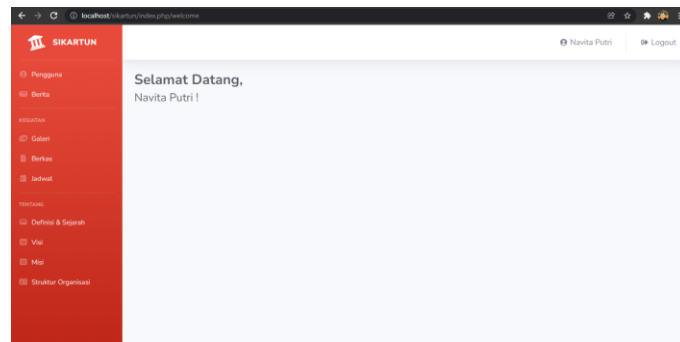 localhost/sikartun/index.php/welcome
SIKARTUN
Navita Putri
Logout
Pengguna
Berita
KEGIATAN
Galeri
Berkas
Jadwal
TENTANG
Definisi & Sejarah
Visi
Misi
Struktur Organisasi
Selamat Datang,
Navita Putri !